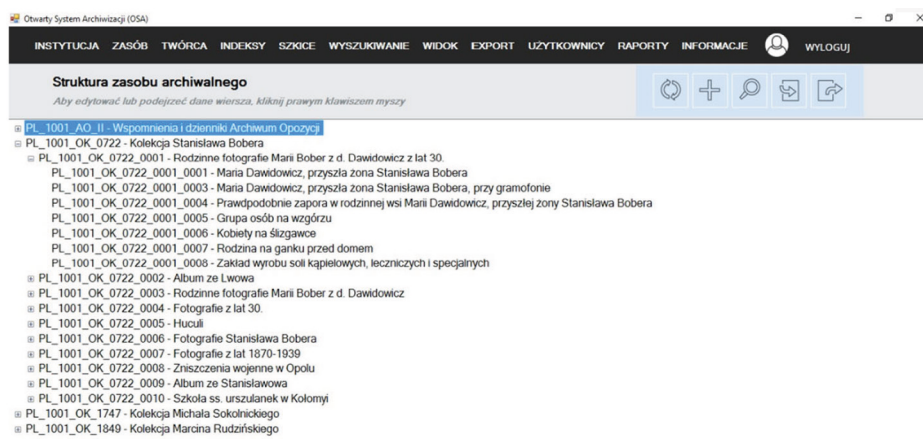 Otwarty System Archiwizacji (OSA)
INSTYTUCJA ZASÓB TWÓRCA INDEKSY SZKICE WYSZUKIWANIE WIDOK EXPORT UŻYTKOWNICY RAPORTY INFORMACJE WYLOGUJ
Struktura zasobu archiwalnego
Aby edytować lub podejrzeć dane wiersza, kliknij prawym klawiszem myszy
PL_1001_AO_II - Wspomnienia i dzienniki Archiwum Opozycji
PL_1001_OK_0722 - Kolekcja Stanisława Bobera
PL_1001_OK_0722_0001 - Rodzinne fotografie Marii Bober z d. Dawidowicz z lat 30.
PL_1001_OK_0722_0001_0001 - Maria Dawidowicz, przyszła żona Stanisława Bobera
PL_1001_OK_0722_0001_0003 - Maria Dawidowicz, przyszła żona Stanisława Bobera, przy gramofonie
PL_1001_OK_0722_0001_0004 - Prawdpodobnie zapora w rodzinnej wsi Marii Dawidowicz, przyszłej żony Stanisława Bobera
PL_1001_OK_0722_0001_0005 - Grupa osób na wzgórzu
PL_1001_OK_0722_0001_0006 - Kobiety na ślizgawce
PL_1001_OK_0722_0001_0007 - Rodzina na ganku przed domem
PL_1001_OK_0722_0001_0008 - Zakład wyrobu soli kąpielowych, leczniczych i specjalnych
PL_1001_OK_0722_0002 - Album ze Lwowa
PL_1001_OK_0722_0003 - Rodzinne fotografie Marii Bober z d. Dawidowicz
PL_1001_OK_0722_0004 - Fotografie z lat 30.
PL_1001_OK_0722_0005 - Huculi
PL_1001_OK_0722_0006 - Fotografie Stanisława Bobera
PL_1001_OK_0722_0007 - Fotografie z lat 1870-1939
PL_1001_OK_0722_0008 - Zniszczenia wojenne w Opolu
PL_1001_OK_0722_0009 - Album ze Stanisławowa
PL_1001_OK_0722_0010 - Szkoła ss. urszulanek w Kołomyi
PL_1001_OK_1747 - Kolekcja Michała Sokolnickiego
PL_1001_OK_1849 - Kolekcja Marcina Rudzińskiego